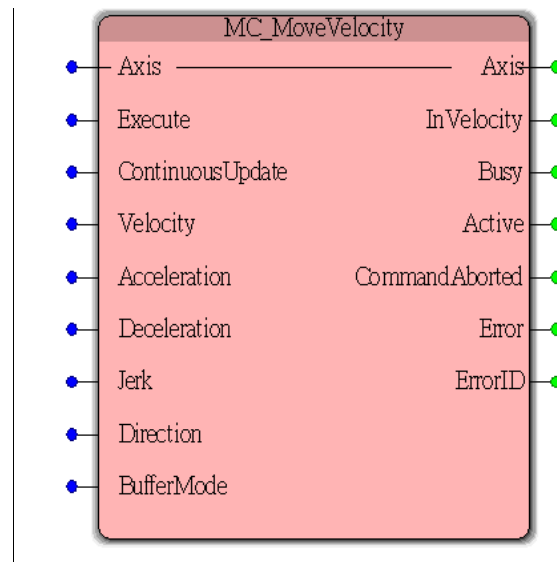 MC_MoveVelocity
Axis Axis
Execute InVelocity
ContinuousUpdate Busy
Velocity Active
Acceleration CommandAborted
Deceleration Error
Jerk ErrorID
Direction
BufferMode